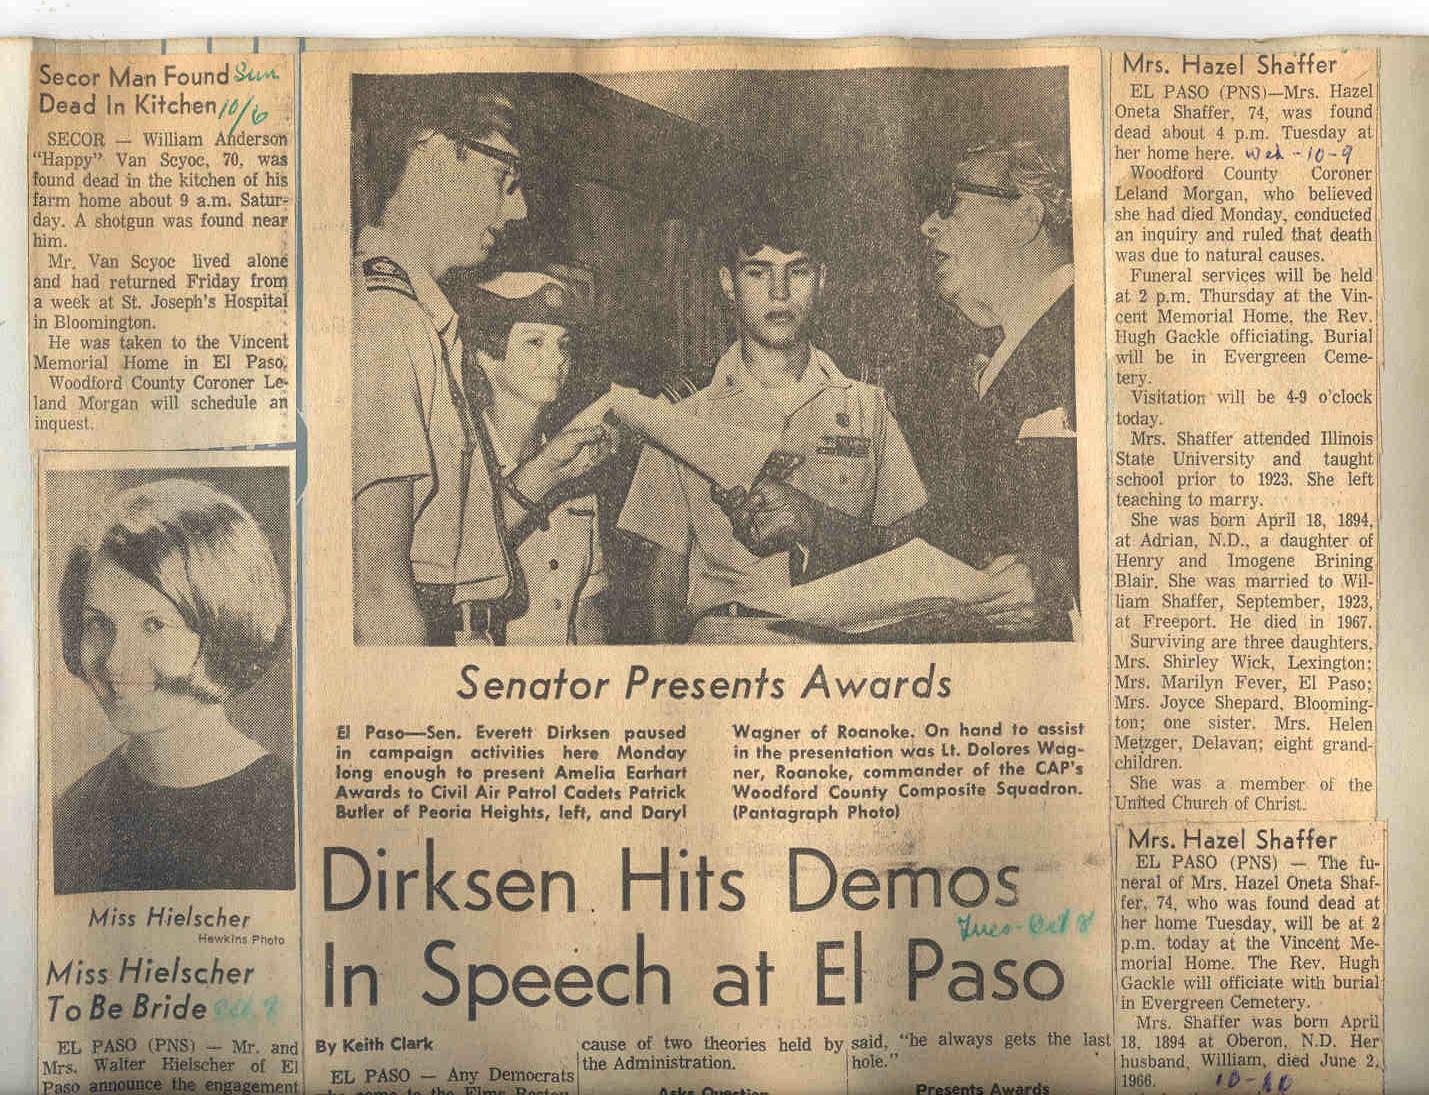 Secor Man Found Sun
Dead In Kitchen 10/6
SECOR — William Anderson
"Happy" Van Scyoc, 70, was
found dead in the kitchen of his
farm home about 9 a.m. Satur-
day. A shotgun was found near
him.
Mr. Van Scyoc lived alone
and had returned Friday from
a week at St. Joseph's Hospital
in Bloomington.
He was taken to the Vincent
Memorial Home in El Paso.
Woodford County Coroner Le-
land Morgan will schedule an
inquest.
Miss Hielscher
Hewkins Photo
Miss Hielscher
To Be Bride Oct. 9
EL PASO (PNS) — Mr. and
Mrs. Walter Hielscher of El
Paso announce the engagement
Senator Presents Awards
El Paso—Sen. Everett Dirksen paused
in campaign activities here Monday
long enough to present Amelia Earhart
Awards to Civil Air Patrol Cadets Patrick
Butler of Peoria Heights, left, and Daryl
Wagner of Roanoke. On hand to assist
in the presentation was Lt. Dolores Wag-
ner, Roanoke, commander of the CAP's
Woodford County Composite Squadron.
(Pantagraph Photo)
Dirksen Hits Demos
Tues-Oct 8
In Speech at El Paso
By Keith Clark
EL PASO — Any Democrats
come to the Elms
cause of two theories held by
the Administration.
Asks Question
said, "he always gets the last
hole."
Presents Awards
Mrs. Hazel Shaffer
EL PASO (PNS)—Mrs. Hazel
Oneta Shaffer, 74, was found
dead about 4 p.m. Tuesday at
her home here. Wed-10-9
Woodford County Coroner
Leland Morgan, who believed
she had died Monday, conducted
an inquiry and ruled that death
was due to natural causes.
Funeral services will be held
at 2 p.m. Thursday at the Vin-
cent Memorial Home, the Rev.
Hugh Gackle officiating. Burial
will be in Evergreen Ceme-
tery.
Visitation will be 4-9 o'clock
today.
Mrs. Shaffer attended Illinois
State University and taught
school prior to 1923. She left
teaching to marry.
She was born April 18, 1894,
at Adrian, N.D., a daughter of
Henry and Imogene Brining
Blair. She was married to Wil-
liam Shaffer, September, 1923,
at Freeport. He died in 1967.
Surviving are three daughters,
Mrs. Shirley Wick, Lexington;
Mrs. Marilyn Fever, El Paso;
Mrs. Joyce Shepard, Blooming-
ton; one sister. Mrs. Helen
Metzger, Delavan; eight grand-
children.
She was a member of the
United Church of Christ.
Mrs. Hazel Shaffer
EL PASO (PNS) — The fu-
neral of Mrs. Hazel Oneta Shaf-
fer, 74, who was found dead at
her home Tuesday, will be at 2
p.m. today at the Vincent Me-
morial Home. The Rev. Hugh
Gackle will officiate with burial
in Evergreen Cemetery.
Mrs. Shaffer was born April
18, 1894 at Oberon, N.D. Her
husband, William, died June 2,
1966. 10-10